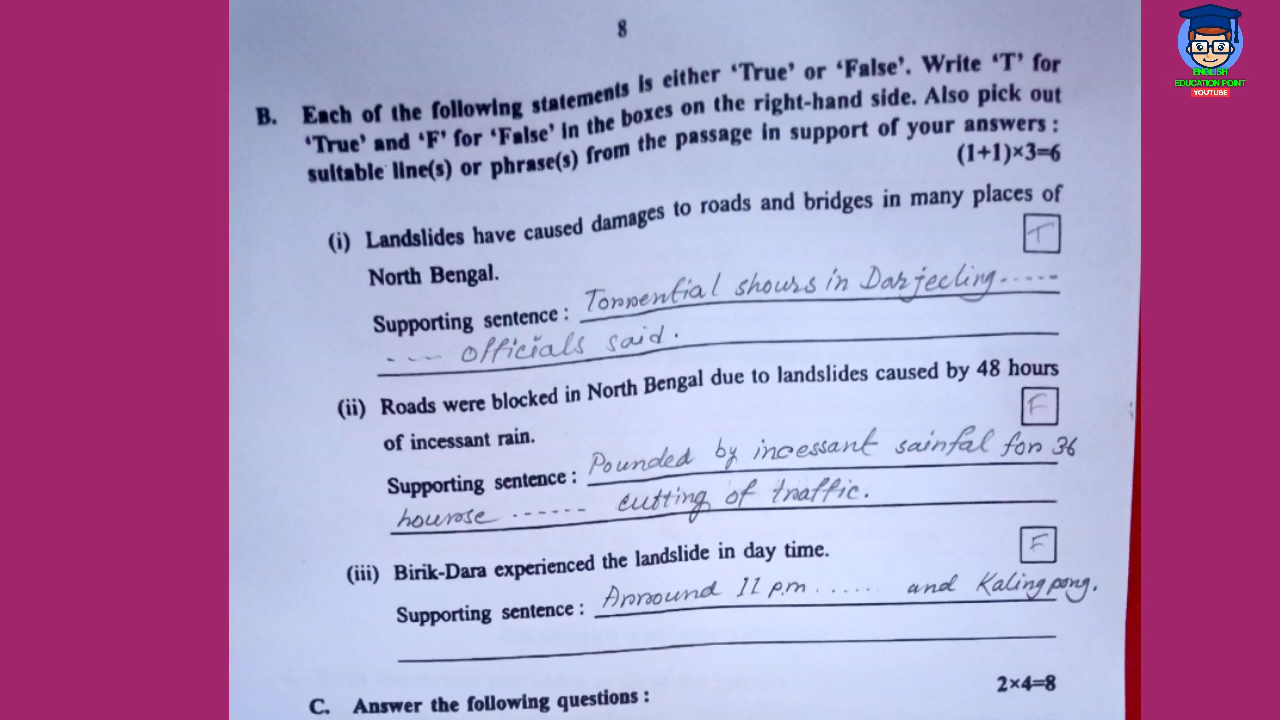 8
ENGLISH
EDUCATION POINT
YOUTUBE
B. Each of the following statements is either ‘True’ or ‘False’. Write ‘T’ for
‘True’ and ‘F’ for ‘False’ in the boxes on the right-hand side. Also pick out
suitable line(s) or phrase(s) from the passage in support of your answers :
(1+1)×3=6
(i) Landslides have caused damages to roads and bridges in many places of
North Bengal.
T
Supporting sentence : Torrential shours in Darjeeling......
.... officials said.
(ii) Roads were blocked in North Bengal due to landslides caused by 48 hours
of incessant rain.
F
Supporting sentence : Pounded by incessant rainfal for 36
hourse ...... cutting of traffic.
(iii) Birik-Dara experienced the landslide in day time.
F
Supporting sentence : Arround 11 p.m ...... and Kalingpong.
2×4=8
C. Answer the following questions :